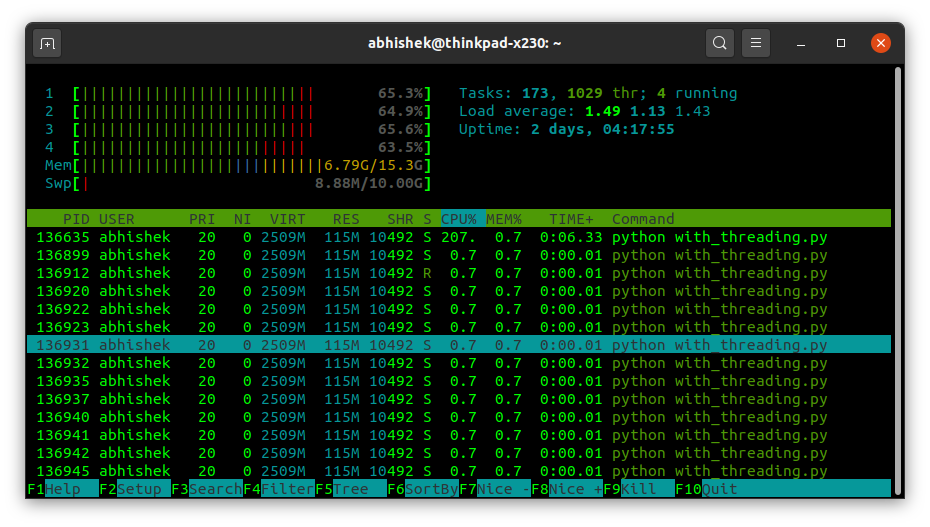 abhishek@thinkpad-x230: ~
1 [||||||||||||||||||||||||||     65.3%] Tasks: 173, 1029 thr; 4 running
2 [||||||||||||||||||||||||||     64.9%] Load average: 1.49 1.13 1.43
3 [||||||||||||||||||||||||||     65.6%] Uptime: 2 days, 04:17:55
4 [|||||||||||||||||||||||||     63.5%]
Mem[|||||||||||||||||||||||||||6.79G/15.3G]
Swp[|     8.88M/10.00G]
PID USER PRI NI VIRT RES SHR S CPU% MEM% TIME+ Command
136635 abhishek 20 0 2509M 115M 10492 S 207. 0.7 0:06.33 python with_threading.py
136899 abhishek 20 0 2509M 115M 10492 S 0.7 0.7 0:00.01 python with_threading.py
136912 abhishek 20 0 2509M 115M 10492 R 0.7 0.7 0:00.01 python with_threading.py
136920 abhishek 20 0 2509M 115M 10492 S 0.7 0.7 0:00.01 python with_threading.py
136922 abhishek 20 0 2509M 115M 10492 S 0.7 0.7 0:00.01 python with_threading.py
136923 abhishek 20 0 2509M 115M 10492 S 0.7 0.7 0:00.01 python with_threading.py
136931 abhishek 20 0 2509M 115M 10492 S 0.7 0.7 0:00.01 python with_threading.py
136932 abhishek 20 0 2509M 115M 10492 S 0.7 0.7 0:00.01 python with_threading.py
136935 abhishek 20 0 2509M 115M 10492 S 0.7 0.7 0:00.01 python with_threading.py
136937 abhishek 20 0 2509M 115M 10492 S 0.7 0.7 0:00.01 python with_threading.py
136940 abhishek 20 0 2509M 115M 10492 S 0.7 0.7 0:00.01 python with_threading.py
136941 abhishek 20 0 2509M 115M 10492 S 0.7 0.7 0:00.01 python with_threading.py
136942 abhishek 20 0 2509M 115M 10492 S 0.7 0.7 0:00.01 python with_threading.py
136945 abhishek 20 0 2509M 115M 10492 S 0.7 0.7 0:00.01 python with_threading.py
F1Help F2Setup F3SearchF4FilterF5Tree F6SortByF7Nice -F8Nice +F9Kill F10Quit